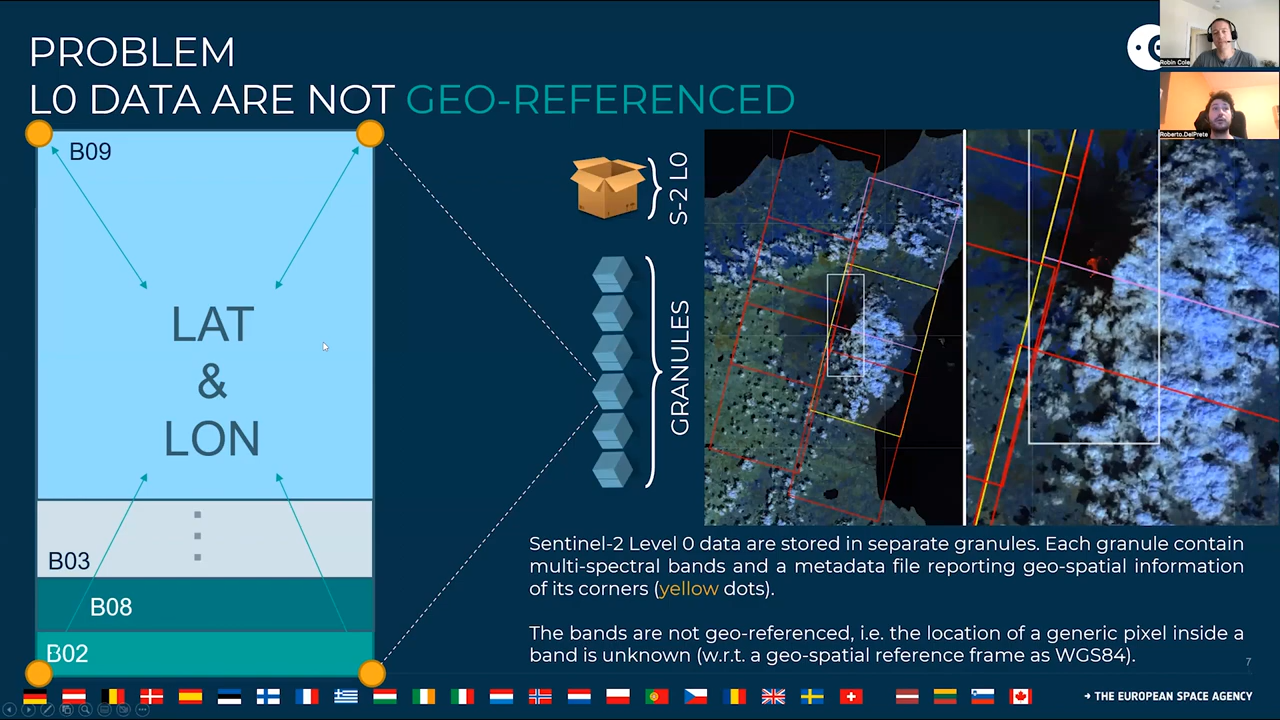 PROBLEM
L0 DATA ARE NOT GEO-REFERENCED
B09
LAT
&
LON
B03
B08
B02
S-2 L0
GRANULES
Robin Cole
Roberto.DelPrete
Sentinel-2 Level 0 data are stored in separate granules. Each granule contain
multi-spectral bands and a metadata file reporting geo-spatial information
of its corners (yellow dots).
The bands are not geo-referenced, i.e. the location of a generic pixel inside a
band is unknown (w.r.t. a geo-spatial reference frame as WGS84).
7
→ THE EUROPEAN SPACE AGENCY